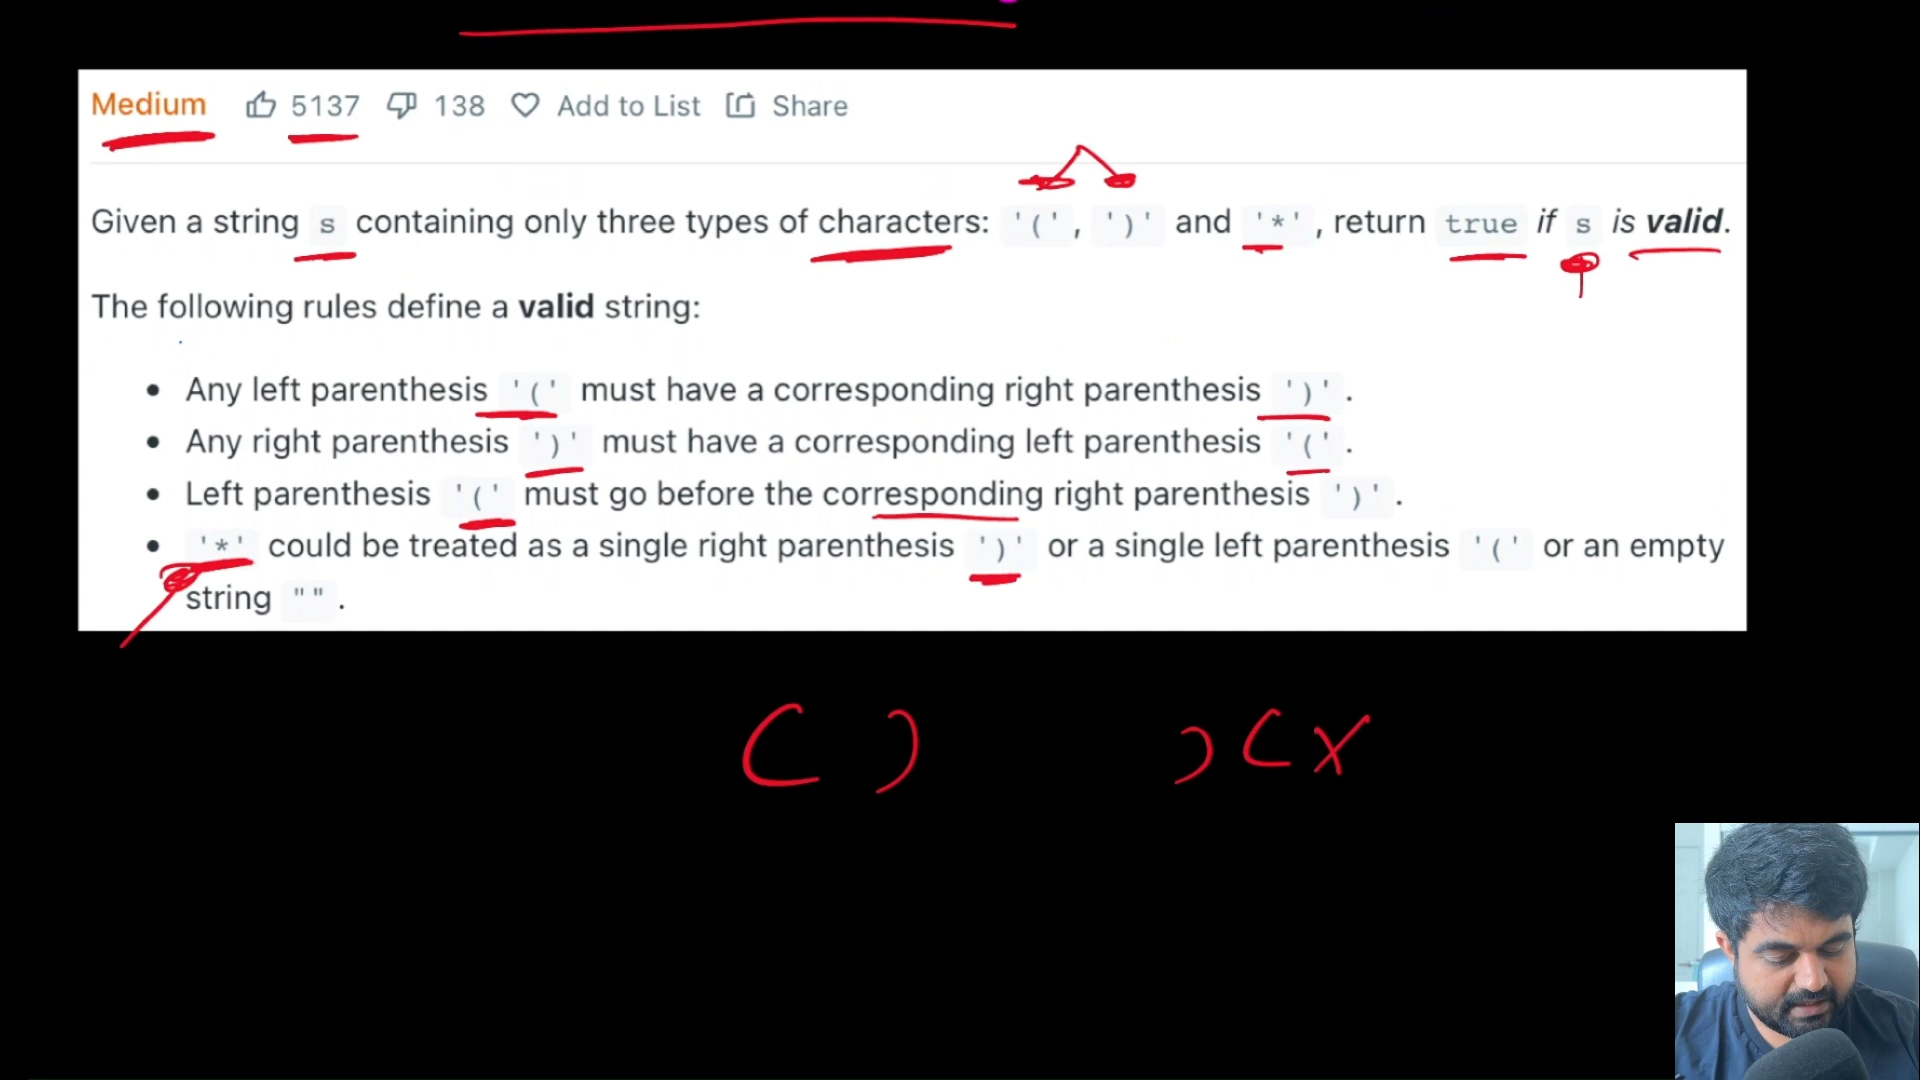 Medium 5137 138 Add to List Share
Given a string s containing only three types of characters: '(', ')' and '*', return true if s is valid.
The following rules define a valid string:
• Any left parenthesis '(' must have a corresponding right parenthesis ')'.
• Any right parenthesis ')' must have a corresponding left parenthesis '('.
• Left parenthesis '(' must go before the corresponding right parenthesis ')'.
• '*' could be treated as a single right parenthesis ')' or a single left parenthesis '(' or an empty
string "".
( ) ) ( X